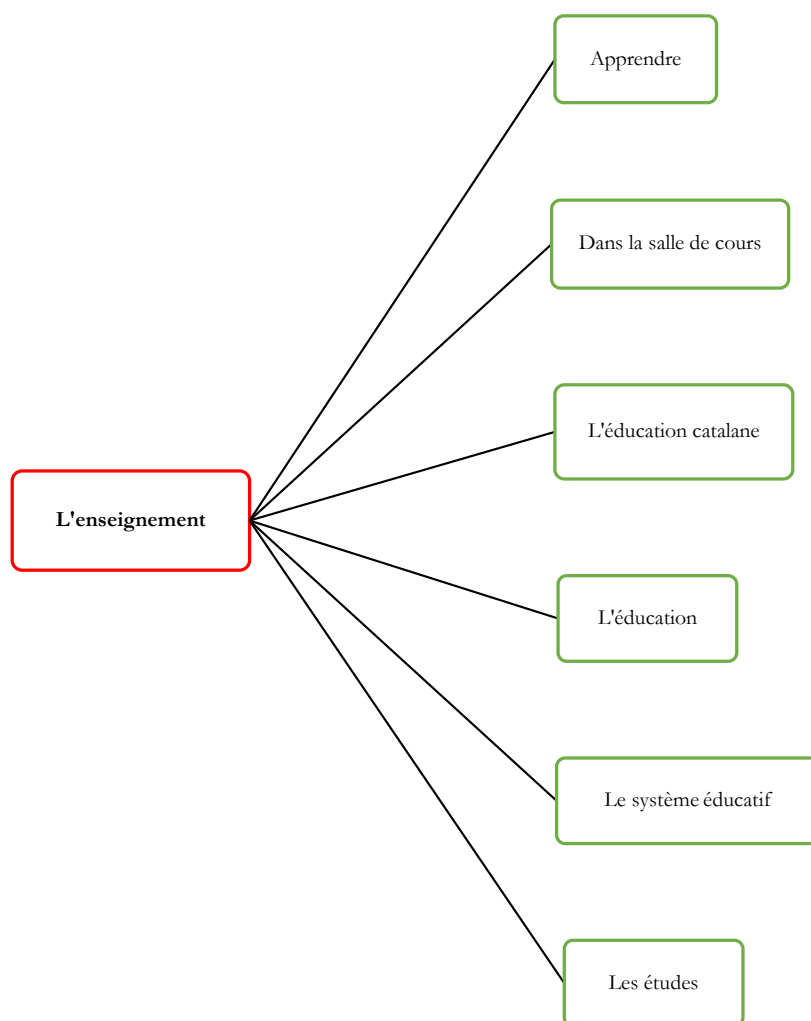 Apprendre
Dans la salle de cours
L'éducation catalane
L'enseignement
L'éducation
Le système éducatif
Les études